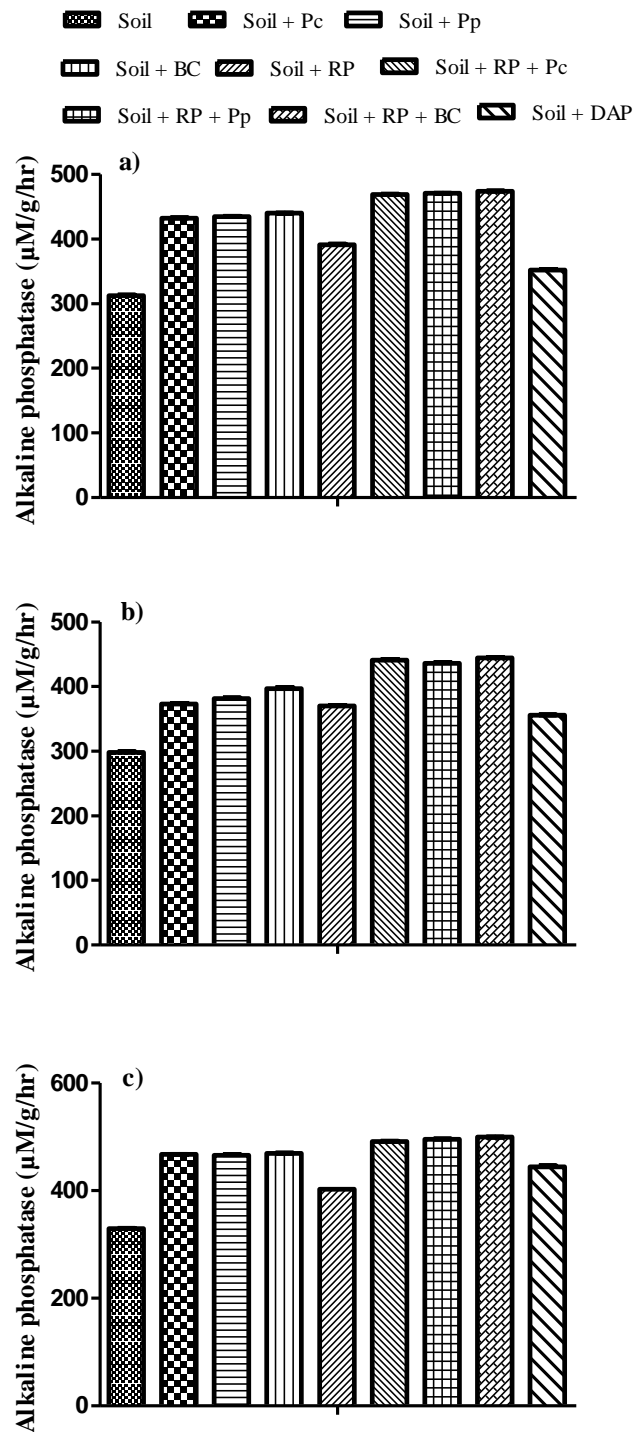 Soil Soil + Pc Soil + Pp
Soil + BC Soil + RP Soil + RP + Pc
Soil + RP + Pp Soil + RP + BC Soil + DAP
a)
Alkaline phosphatase (µM/g/hr)
500
400
300
200
100
0
b)
Alkaline phosphatase (µM/g/hr)
500
400
300
200
100
0
c)
Alkaline phosphatase (µM/g/hr)
600
400
200
0